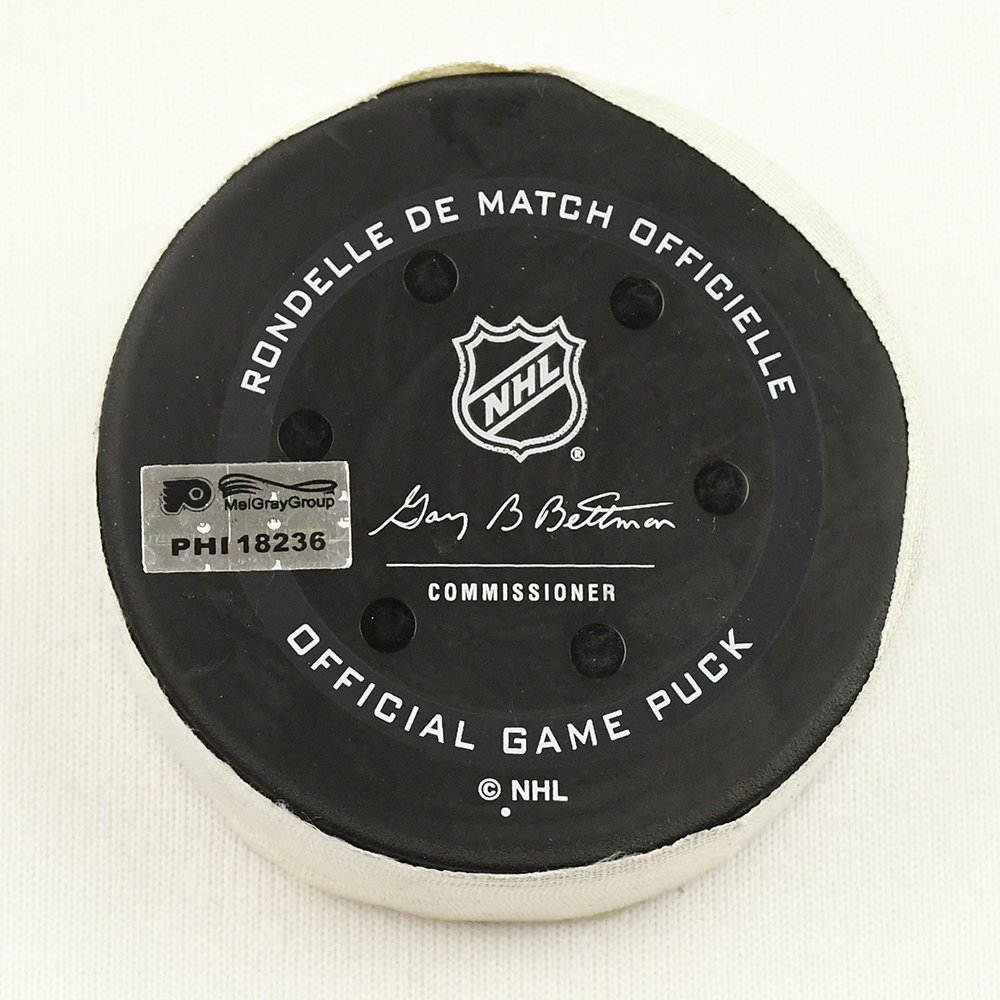 RONDELLE DE MATCH OFFICIELLE
NHL
®
MeiGrayGroup
PHI 18236
Gary B Bettman
COMMISSIONER
OFFICIAL GAME PUCK
© NHL